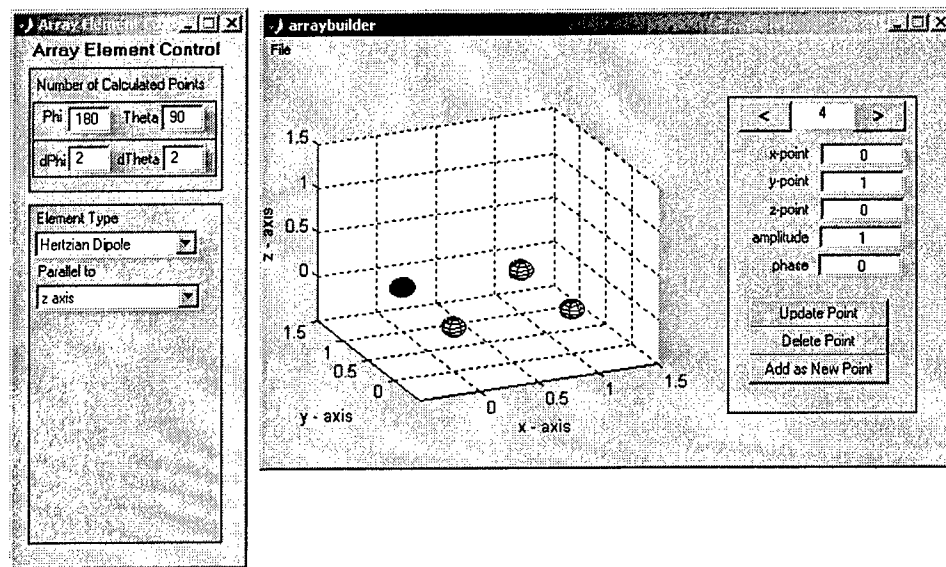 Array Element
Array Element Control
Number of Calculated Points
Phi 180 Theta 90
dPhi 2 dTheta 2
Element Type
Hertzian Dipole
Parallel to
z axis
arraybuilder
File
1.5
1
0.5
0
z - axis
1.5
1
0.5
0
y - axis
0
0.5
1
1.5
x - axis
< 4 >
x-point 0
y-point 1
z-point 0
amplitude 1
phase 0
Update Point
Delete Point
Add as New Point